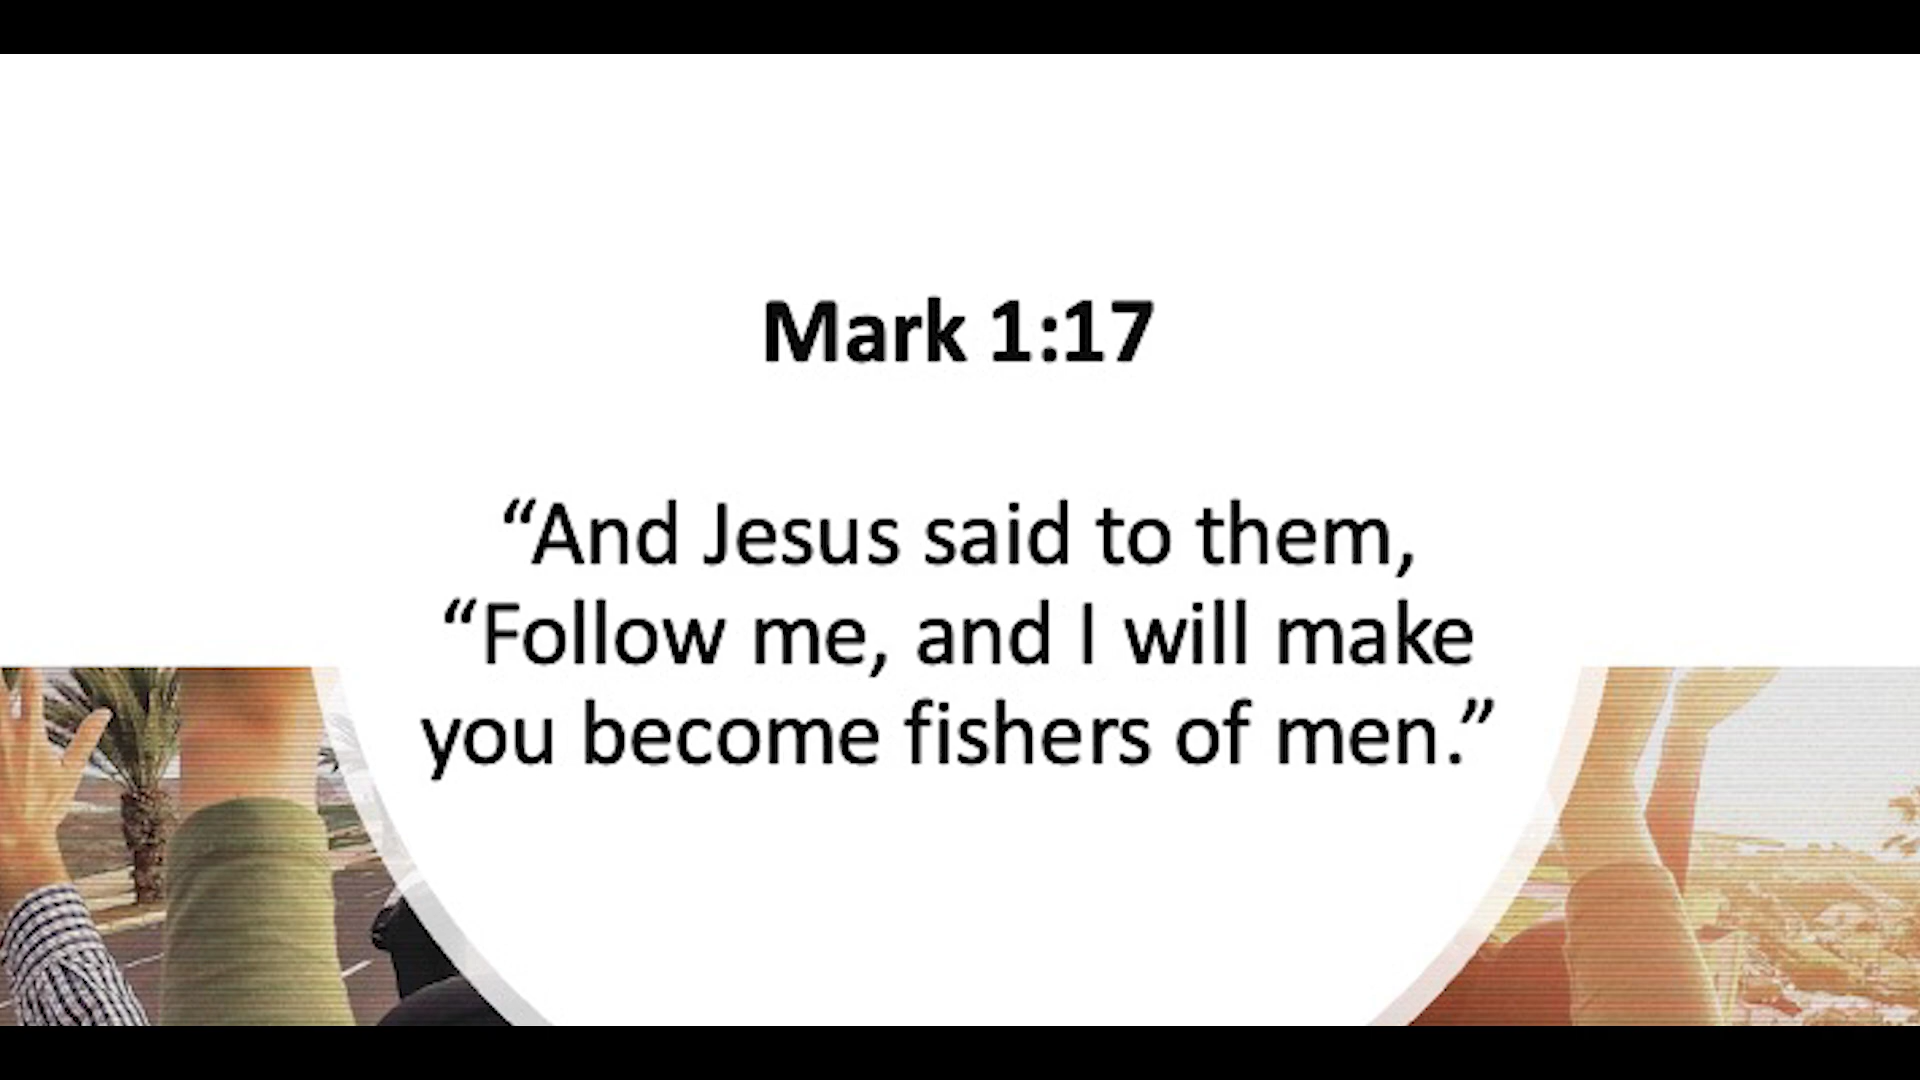 Mark 1:17
“And Jesus said to them,
“Follow me, and I will make
you become fishers of men.”